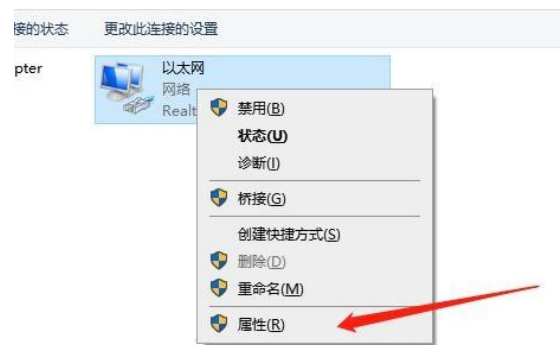 接的状态 更改此连接的设置
pter
以太网
网络
Realt
禁用(B)
状态(U)
诊断(I)
桥接(G)
创建快捷方式(S)
删除(D)
重命名(M)
属性(R)